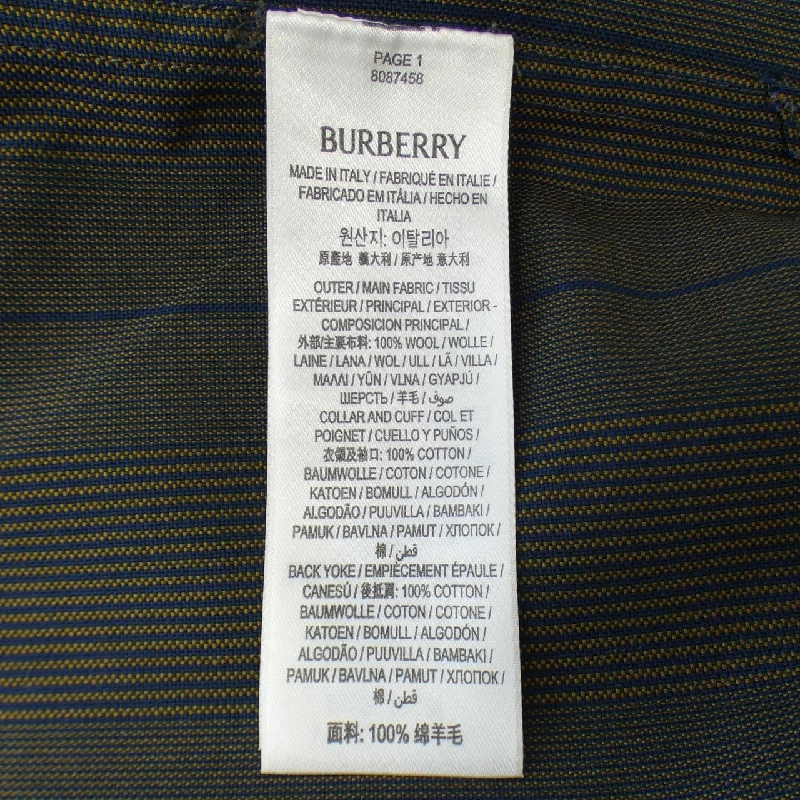 PAGE 1
8087458
BURBERRY
MADE IN ITALY / FABRIQUÉ EN ITALIE /
FABRICADO EM ITÁLIA / HECHO EN
ITALIA
원산지: 이탈리아
原產地 義大利 / 原产地 意大利
OUTER / MAIN FABRIC / TISSU
EXTÉRIEUR / PRINCIPAL / EXTERIOR -
COMPOSICION PRINCIPAL /
外部/主要布料: 100% WOOL / WOLLE /
LAINE / LANA / WOL / ULL / LÃ / VILLA /
ΜΑΛΛΙ / YÜN / VLNA / GYAPJÚ /
ШЕРСТЬ / 羊毛 / صوف
COLLAR AND CUFF / COL ET
POIGNET / CUELLO Y PUÑOS /
衣領及袖口: 100% COTTON /
BAUMWOLLE / COTON / COTONE /
KATOEN / BOMULL / ALGODÓN /
ALGODÃO / PUUVILLA / BAMBAKI /
PAMUK / BAVLNA / PAMUT / ХЛОПОК /
棉 / قطن
BACK YOKE / EMPIÈCEMENT ÉPAULE /
CANESÚ / 後抵肩: 100% COTTON /
BAUMWOLLE / COTON / COTONE /
KATOEN / BOMULL / ALGODÓN /
ALGODÃO / PUUVILLA / BAMBAKI /
PAMUK / BAVLNA / PAMUT / ХЛОПОК /
棉 / قطن
面料: 100% 绵羊毛